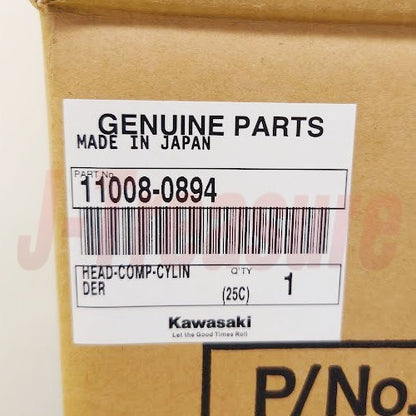 GENUINE PARTS
MADE IN JAPAN
PART No.
11008-0894
HEAD-COMP-CYLIN
DER
Q'TY
(25C) 1
Kawasaki
Let the Good Times Roll
P/No.
J-Treasure